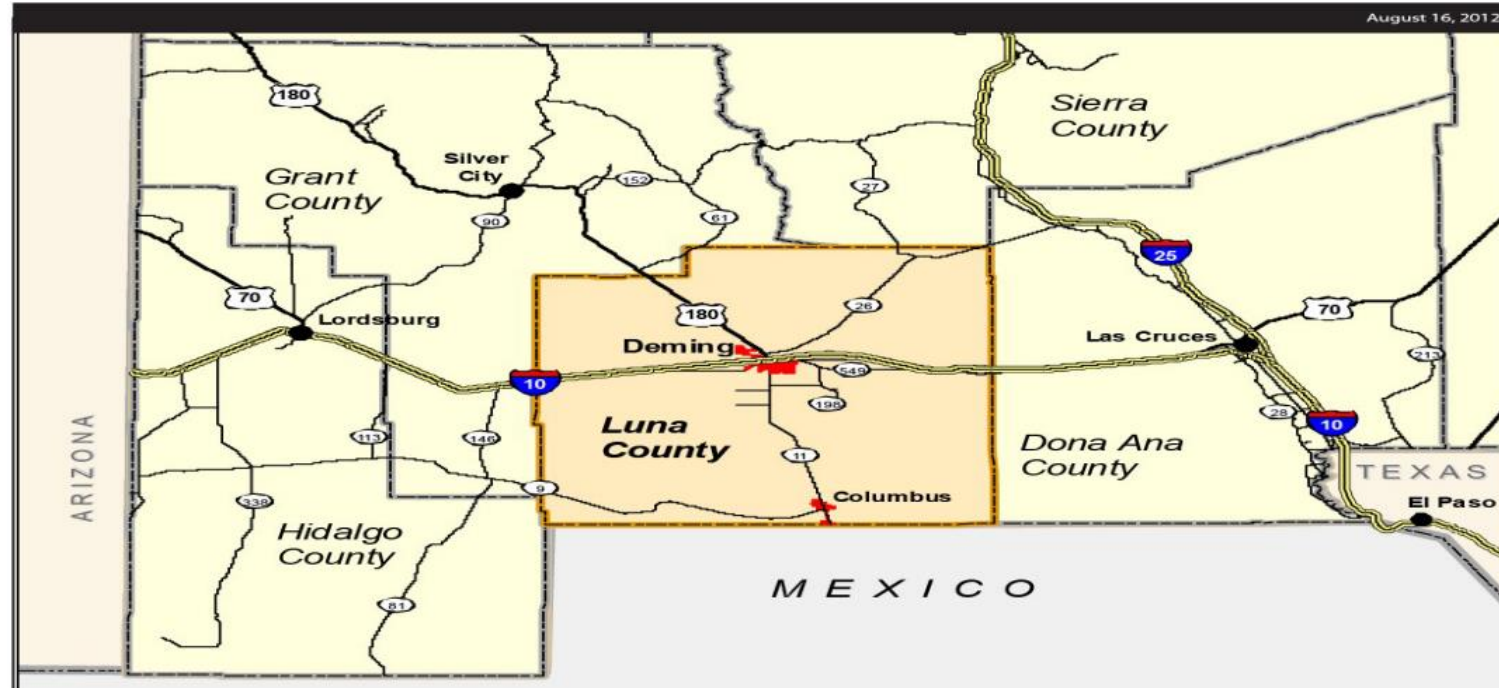 August 16, 2012
180
Sierra
County
Silver
City
Grant
County
152
27
90
61
25
70
Lordsburg
26
180
70
Deming
Las Cruces
213
10
549
198
28
10
Luna
County
113
146
11
Dona Ana
County
TEXAS
ARIZONA
9
Columbus
El Paso
338
Hidalgo
County
MEXICO
81